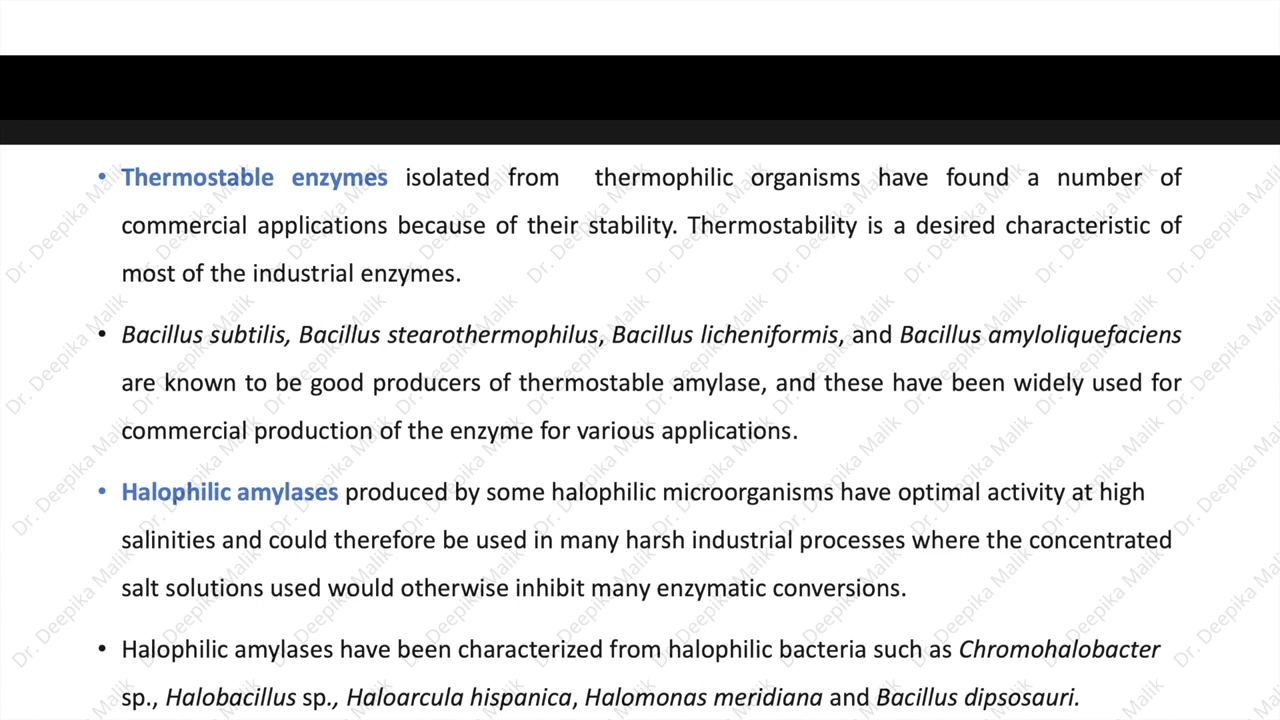 • Thermostable enzymes isolated from thermophilic organisms have found a number of
commercial applications because of their stability. Thermostability is a desired characteristic of
most of the industrial enzymes.
• Bacillus subtilis, Bacillus stearothermophilus, Bacillus licheniformis, and Bacillus amyloliquefaciens
are known to be good producers of thermostable amylase, and these have been widely used for
commercial production of the enzyme for various applications.
• Halophilic amylases produced by some halophilic microorganisms have optimal activity at high
salinities and could therefore be used in many harsh industrial processes where the concentrated
salt solutions used would otherwise inhibit many enzymatic conversions.
• Halophilic amylases have been characterized from halophilic bacteria such as Chromohalobacter
sp., Halobacillus sp., Haloarcula hispanica, Halomonas meridiana and Bacillus dipsosauri.
Dr. Deepika Malik